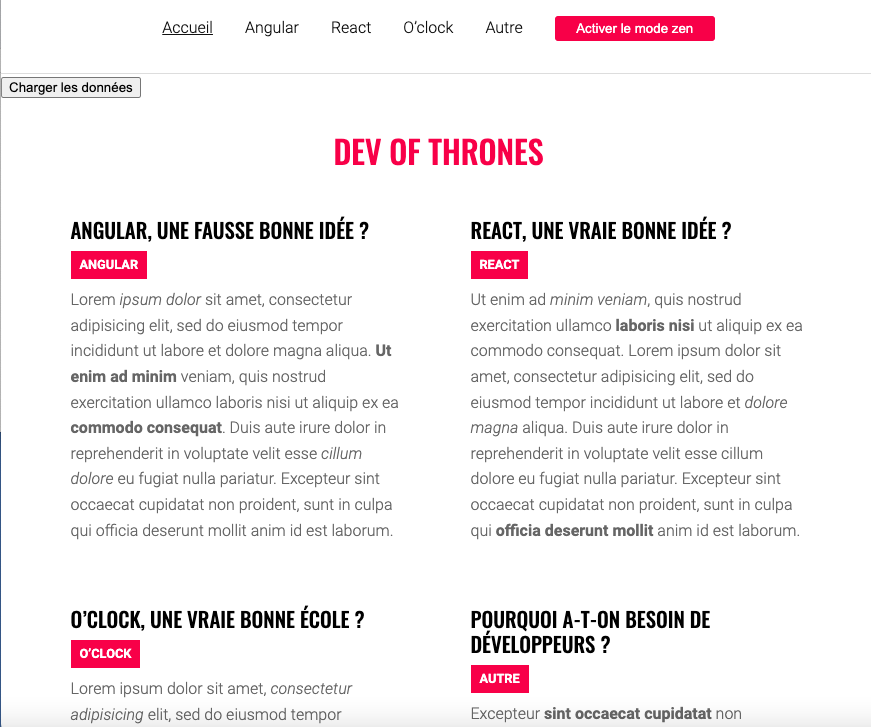 Accueil Angular React O'clock Autre Activer le mode zen
Charger les données
DEV OF THRONES
ANGULAR, UNE FAUSSE BONNE IDÉE ?
ANGULAR
Lorem ipsum dolor sit amet, consectetur
adipisicing elit, sed do eiusmod tempor
incididunt ut labore et dolore magna aliqua. Ut
enim ad minim veniam, quis nostrud
exercitation ullamco laboris nisi ut aliquip ex ea
commodo consequat. Duis aute irure dolor in
reprehenderit in voluptate velit esse cillum
dolore eu fugiat nulla pariatur. Excepteur sint
occaecat cupidatat non proident, sunt in culpa
qui officia deserunt mollit anim id est laborum.
REACT, UNE VRAIE BONNE IDÉE ?
REACT
Ut enim ad minim veniam, quis nostrud
exercitation ullamco laboris nisi ut aliquip ex ea
commodo consequat. Lorem ipsum dolor sit
amet, consectetur adipisicing elit, sed do
eiusmod tempor incididunt ut labore et dolore
magna aliqua. Duis aute irure dolor in
reprehenderit in voluptate velit esse cillum
dolore eu fugiat nulla pariatur. Excepteur sint
occaecat cupidatat non proident, sunt in culpa
qui officia deserunt mollit anim id est laborum.
O'CLOCK, UNE VRAIE BONNE ÉCOLE ?
O'CLOCK
Lorem ipsum dolor sit amet, consectetur
adipisicing elit, sed do eiusmod tempor
POURQUOI A-T-ON BESOIN DE
DÉVELOPPEURS ?
AUTRE
Excepteur sint occaecat cupidatat non